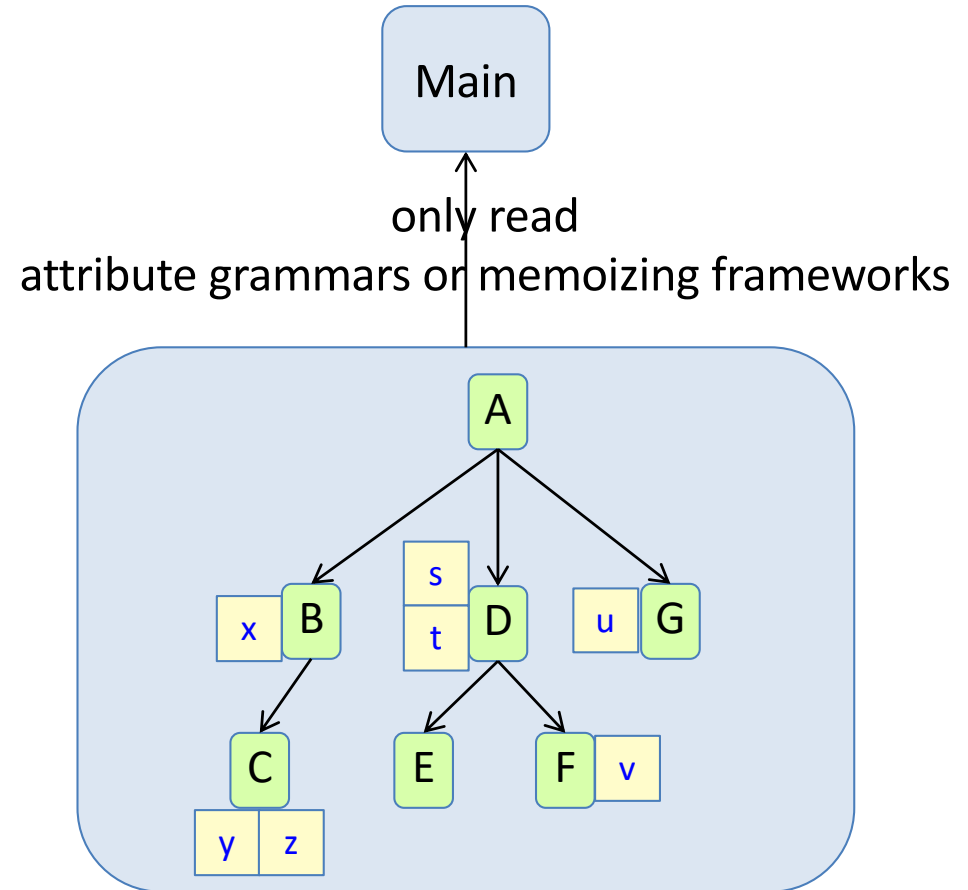 Main
only read
attribute grammars or memoizing frameworks
A
s
x B t D u G
C E F v
y z